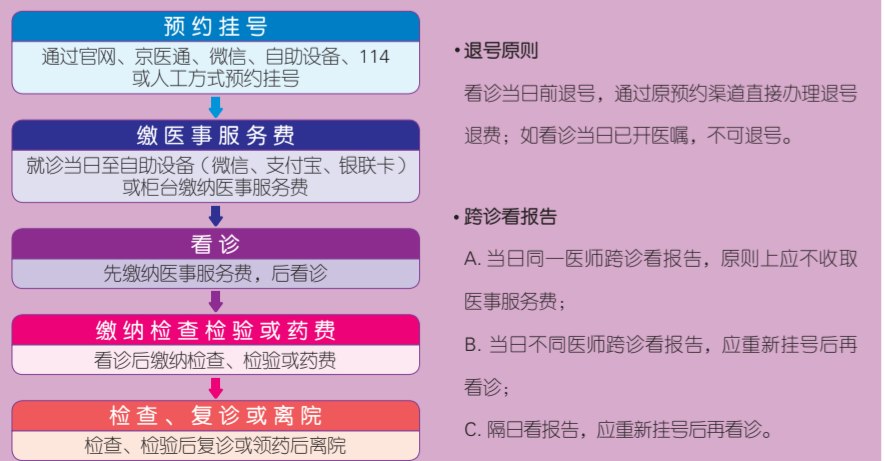 预约挂号
通过官网、京医通、微信、自助设备、114
或人工方式预约挂号
缴医事服务费
就诊当日至自助设备（微信、支付宝、银联卡）
或柜台缴纳医事服务费
看诊
先缴纳医事服务费，后看诊
缴纳检查检验或药费
看诊后缴纳检查、检验或药费
检查、复诊或离院
检查、检验后复诊或领药后离院
•退号原则
看诊当日前退号，通过原预约渠道直接办理退号
退费；如看诊当日已开医嘱，不可退号。
•跨诊看报告
A. 当日同一医师跨诊看报告，原则上应不收取
医事服务费；
B. 当日不同医师跨诊看报告，应重新挂号后再
看诊；
C. 隔日看报告，应重新挂号后再看诊。